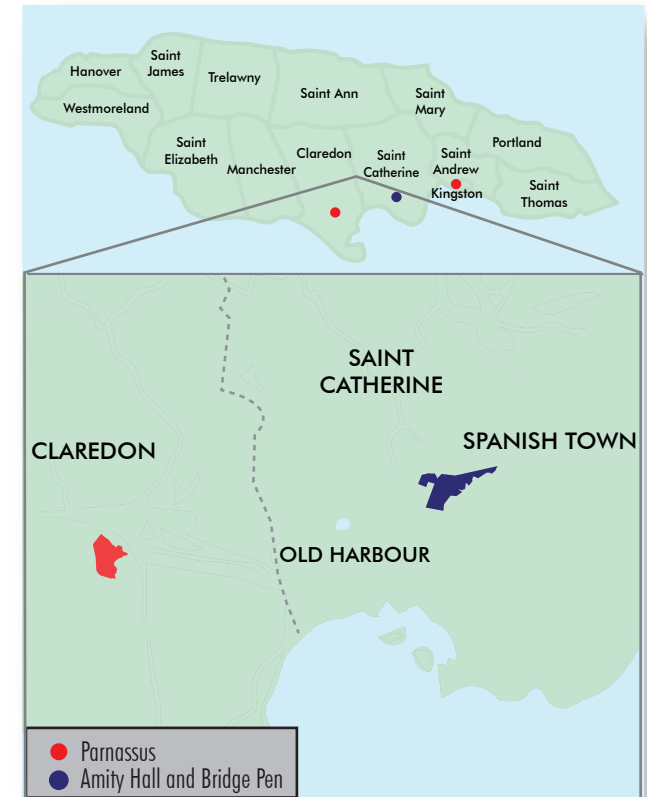 Hanover
Saint
James
Trelawny
Saint Ann
Saint
Mary
Westmoreland
Portland
Saint
Elizabeth
Manchester
Claredon
Saint
Catherine
Saint
Andrew
Kingston
Saint
Thomas
SAINT
CATHERINE
CLAREDON
SPANISH TOWN
OLD HARBOUR
Parnassus
Amity Hall and Bridge Pen